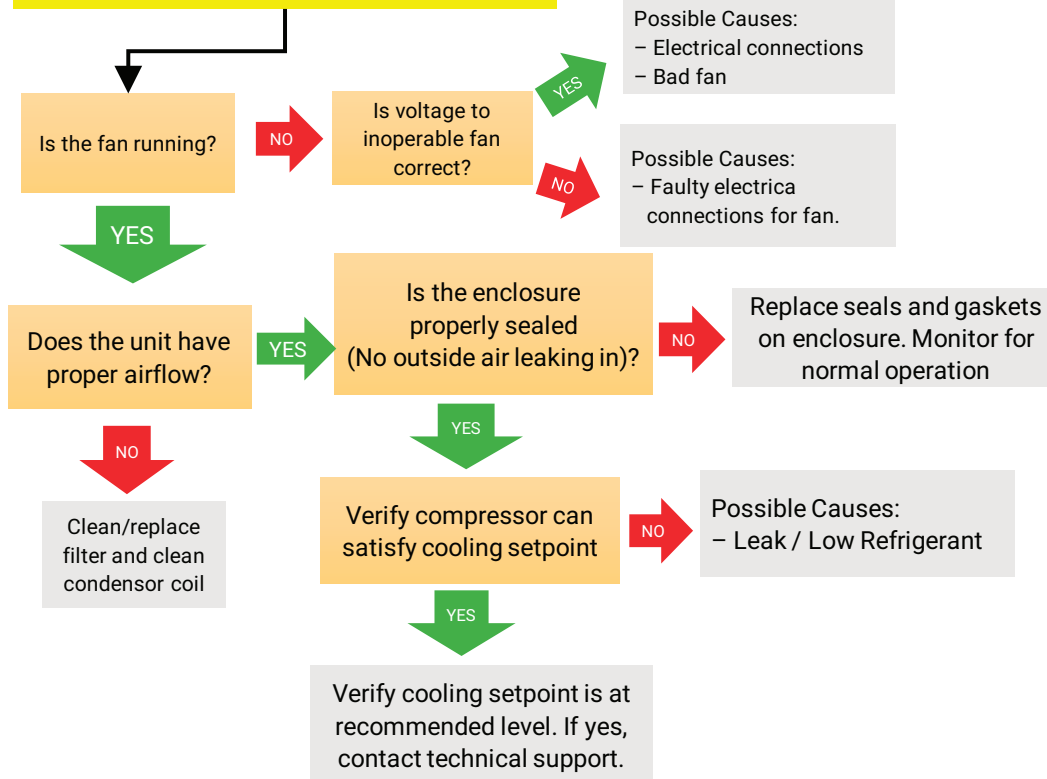 Possible Causes:
– Electrical connections
– Bad fan
YES
Is the fan running?
NO
Is voltage to
inoperable fan
correct?
NO
Possible Causes:
– Faulty electrica
connections for fan.
YES
Does the unit have
proper airflow?
YES
Is the enclosure
properly sealed
(No outside air leaking in)?
NO
Replace seals and gaskets
on enclosure. Monitor for
normal operation
NO
Clean/replace
filter and clean
condensor coil
YES
Verify compressor can
satisfy cooling setpoint
NO
Possible Causes:
– Leak / Low Refrigerant
YES
Verify cooling setpoint is at
recommended level. If yes,
contact technical support.